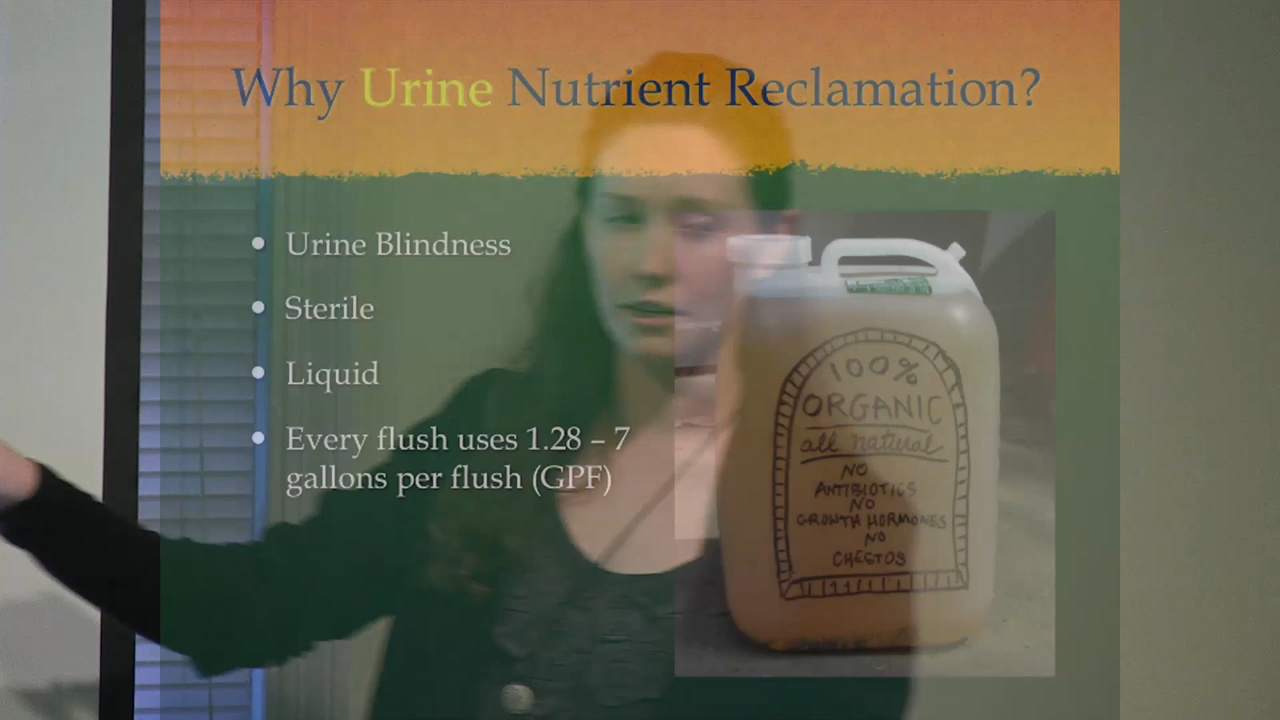 Why Urine Nutrient Reclamation?
Urine Blindness
Sterile
Liquid
Every flush uses 1.28 – 7
gallons per flush (GPF)
100%
ORGANIC
all natural
NO
ANTIBIOTICS
NO
GROWTH HORMONES
NO
CHEETOS